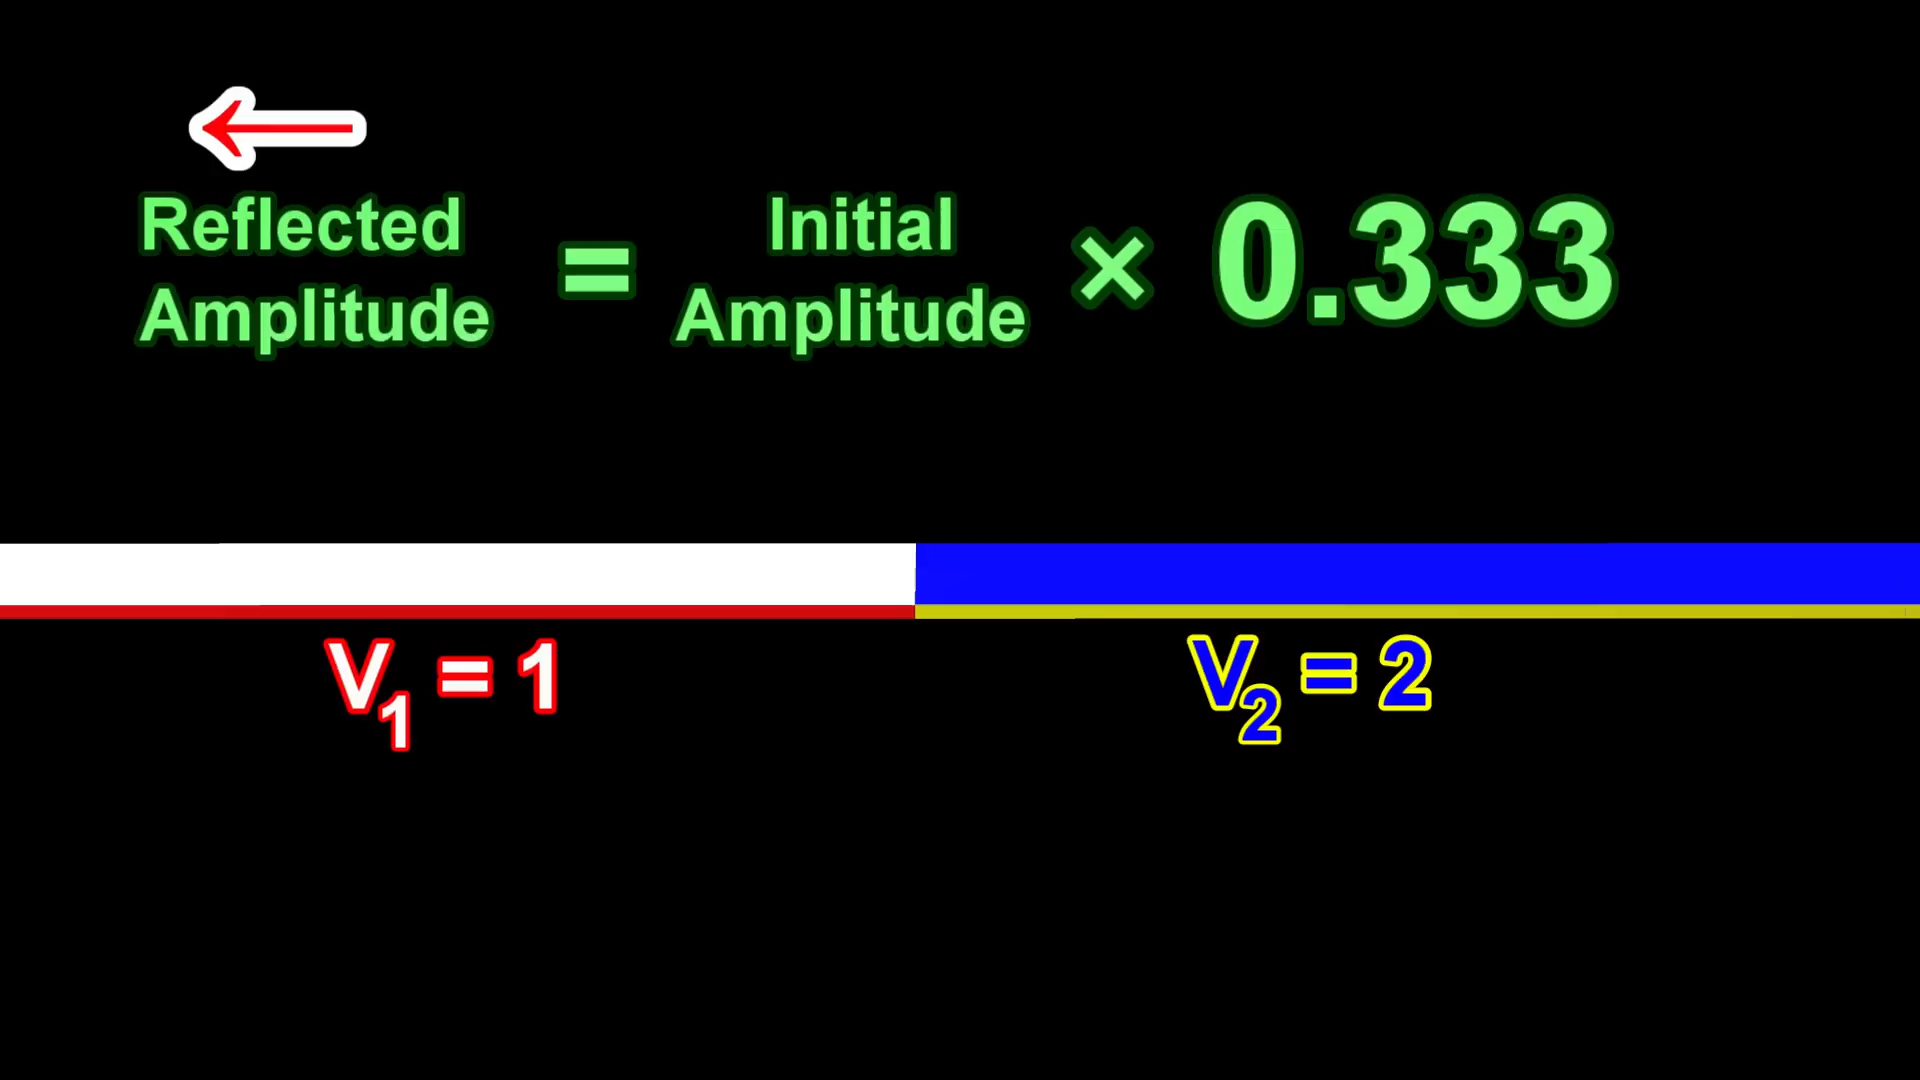 Reflected Amplitude = Initial Amplitude × 0.333
V₁ = 1
V₂ = 2